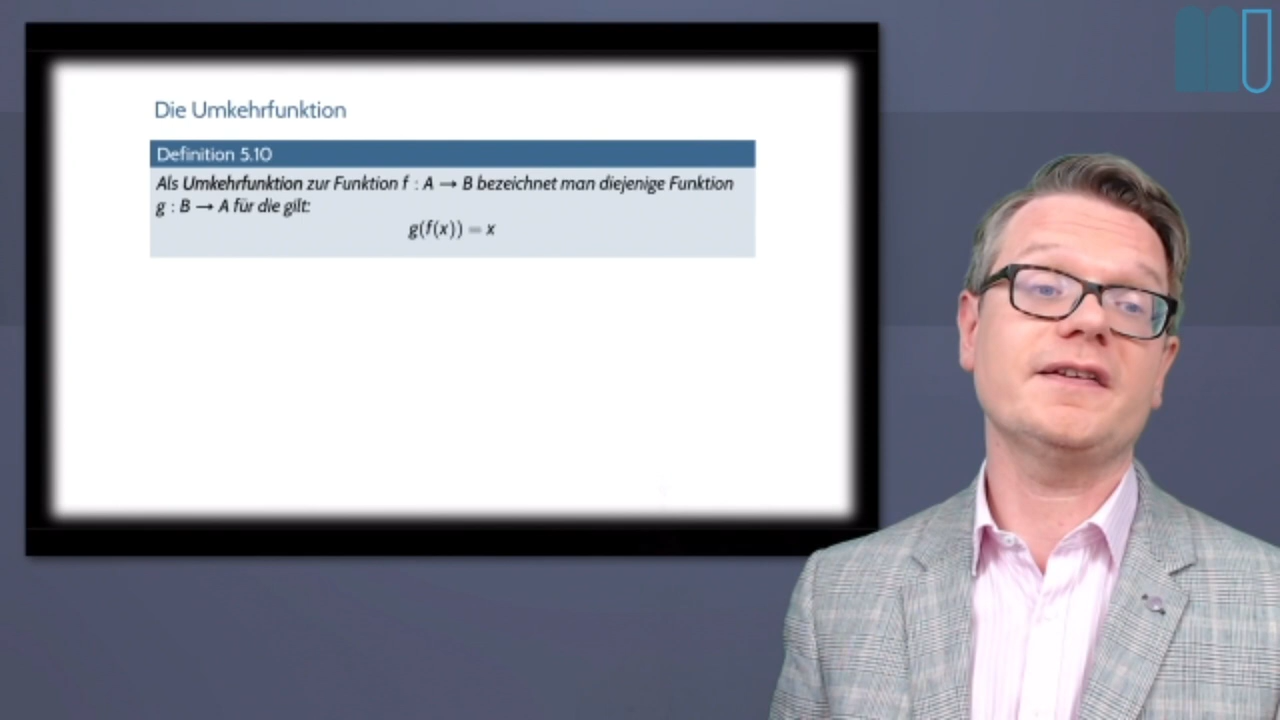 Die Umkehrfunktion
Definition 5.10
Als Umkehrfunktion zur Funktion f : A → B bezeichnet man diejenige Funktion
g : B → A für die gilt:
g(f(x)) = x